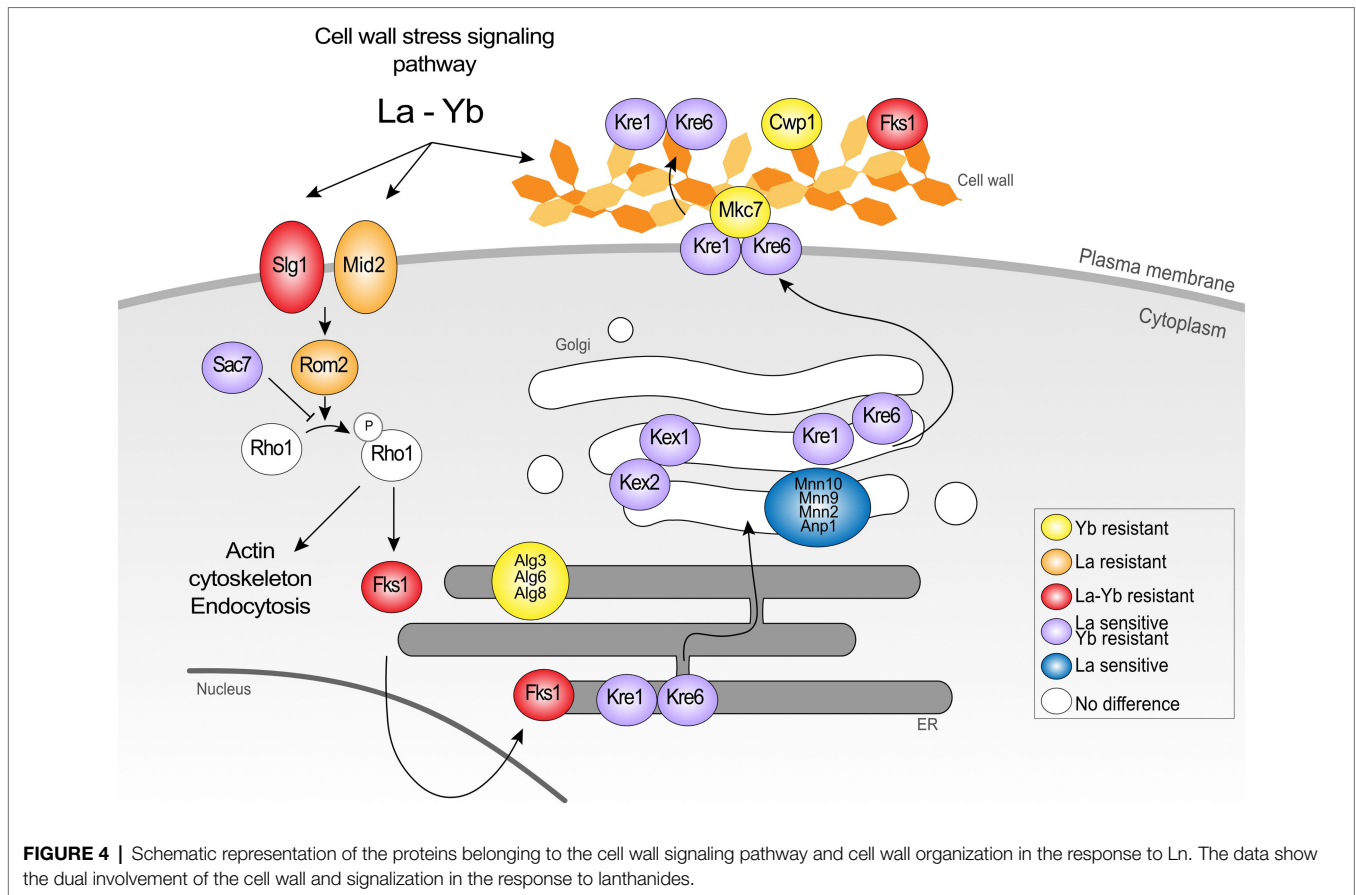 Cell wall stress signaling
pathway
La - Yb
Kre1
Kre6
Cwp1
Fks1
Cell wall
Mkc7
Kre1
Kre6
Slg1
Mid2
Plasma membrane
Cytoplasm
Golgi
Sac7
Rom2
P
Rho1
Rho1
Kre6
Kre1
Kex1
Kex2
Mnn10
Mnn9
Mnn2
Anp1
Actin
cytoskeleton
Endocytosis
Fks1
Alg3
Alg6
Alg8
Nucleus
Fks1
Kre1
Kre6
ER
Yb resistant
La resistant
La-Yb resistant
La sensitive
Yb resistant
La sensitive
No difference
FIGURE 4 | Schematic representation of the proteins belonging to the cell wall signaling pathway and cell wall organization in the response to Ln. The data show
the dual involvement of the cell wall and signalization in the response to lanthanides.